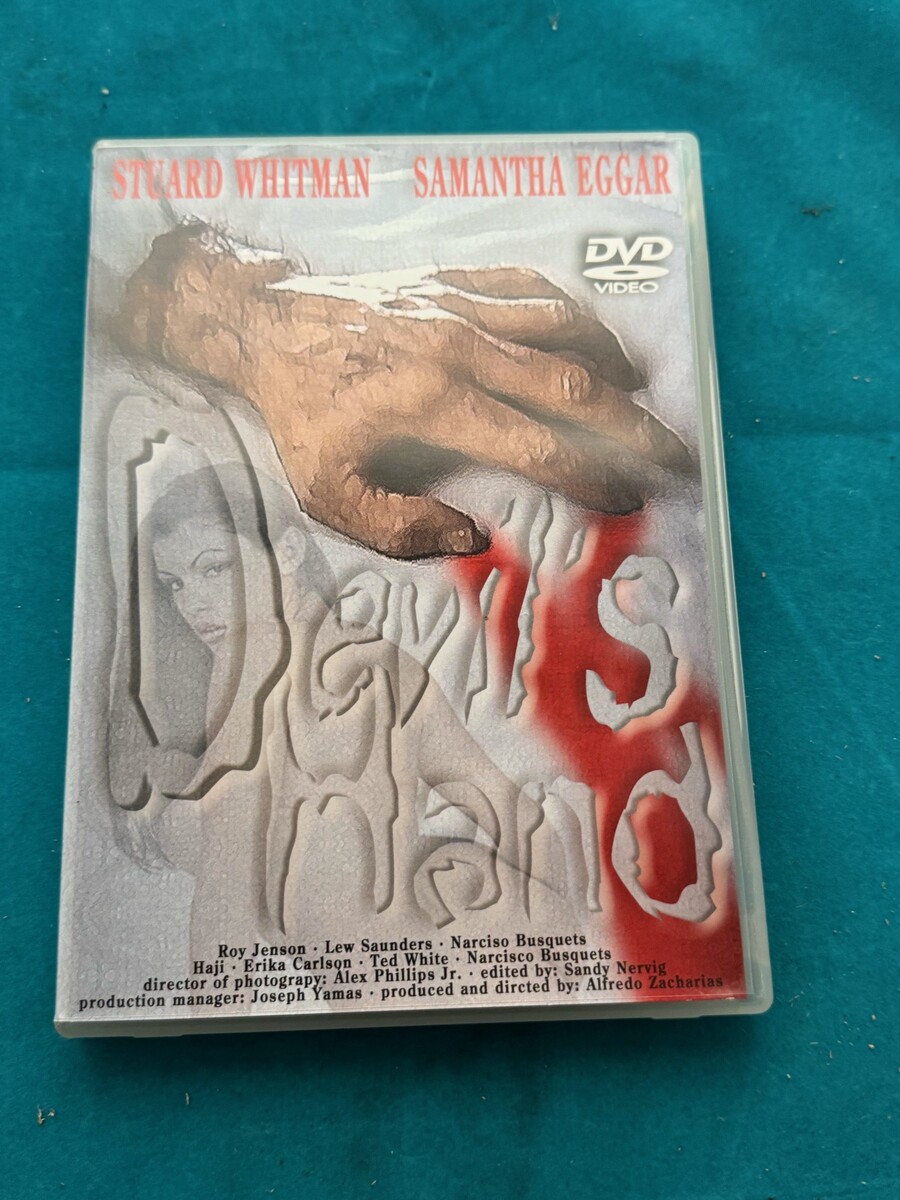 STUARD WHITMAN SAMANTHA EGGAR
DVD
VIDEO
Devil's
Hand
Roy Jenson · Lew Saunders · Narciso Busquets
Haji · Erika Carlson · Ted White · Narcisco Busquets
director of photograpy: Alex Phillips Jr. · edited by: Sandy Nervig
production manager: Joseph Yamas · produced and dircted by: Alfredo Zacharias